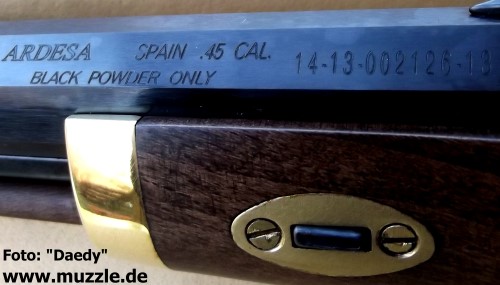 ARDESA SPAIN .45 CAL. 14-13-002126-13
BLACK POWDER ONLY
Foto: "Daedy"
www.muzzle.de